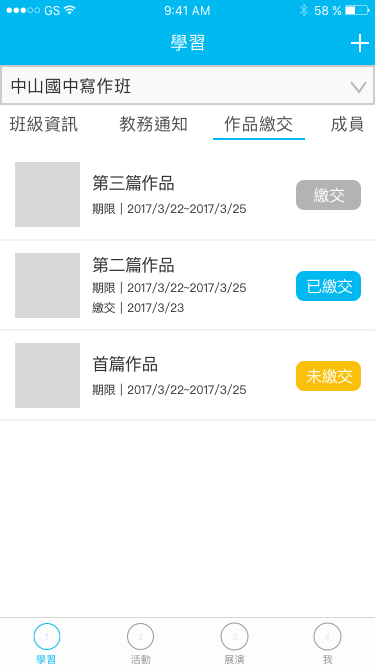 GS 9:41 AM 58 %
學習
中山國中寫作班
班級資訊 教務通知 作品繳交 成員
第三篇作品
期限｜2017/3/22~2017/3/25
繳交
第二篇作品
期限｜2017/3/22~2017/3/25
繳交｜2017/3/23
已繳交
首篇作品
期限｜2017/3/22~2017/3/25
未繳交
1 2 3 4
學習 活動 展演 我